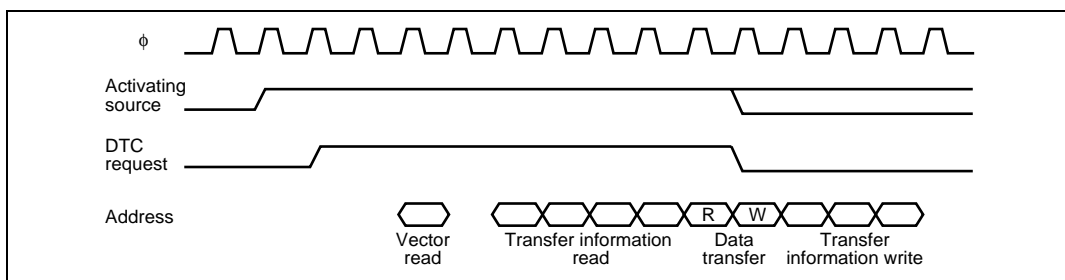 ϕ
Activating
source
DTC
request
Address
R W
Vector
read
Transfer information
read
Data
transfer
Transfer
information write